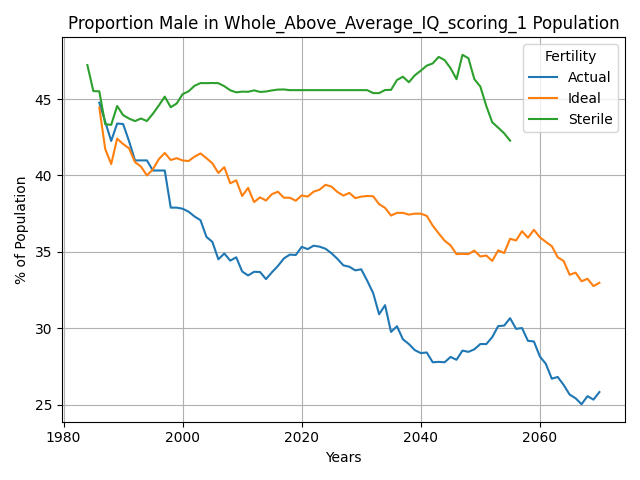 Proportion Male in Whole_Above_Average_IQ_scoring_1 Population
Fertility
Actual
Ideal
Sterile
% of Population
45
40
35
30
25
1980
2000
2020
2040
2060
Years